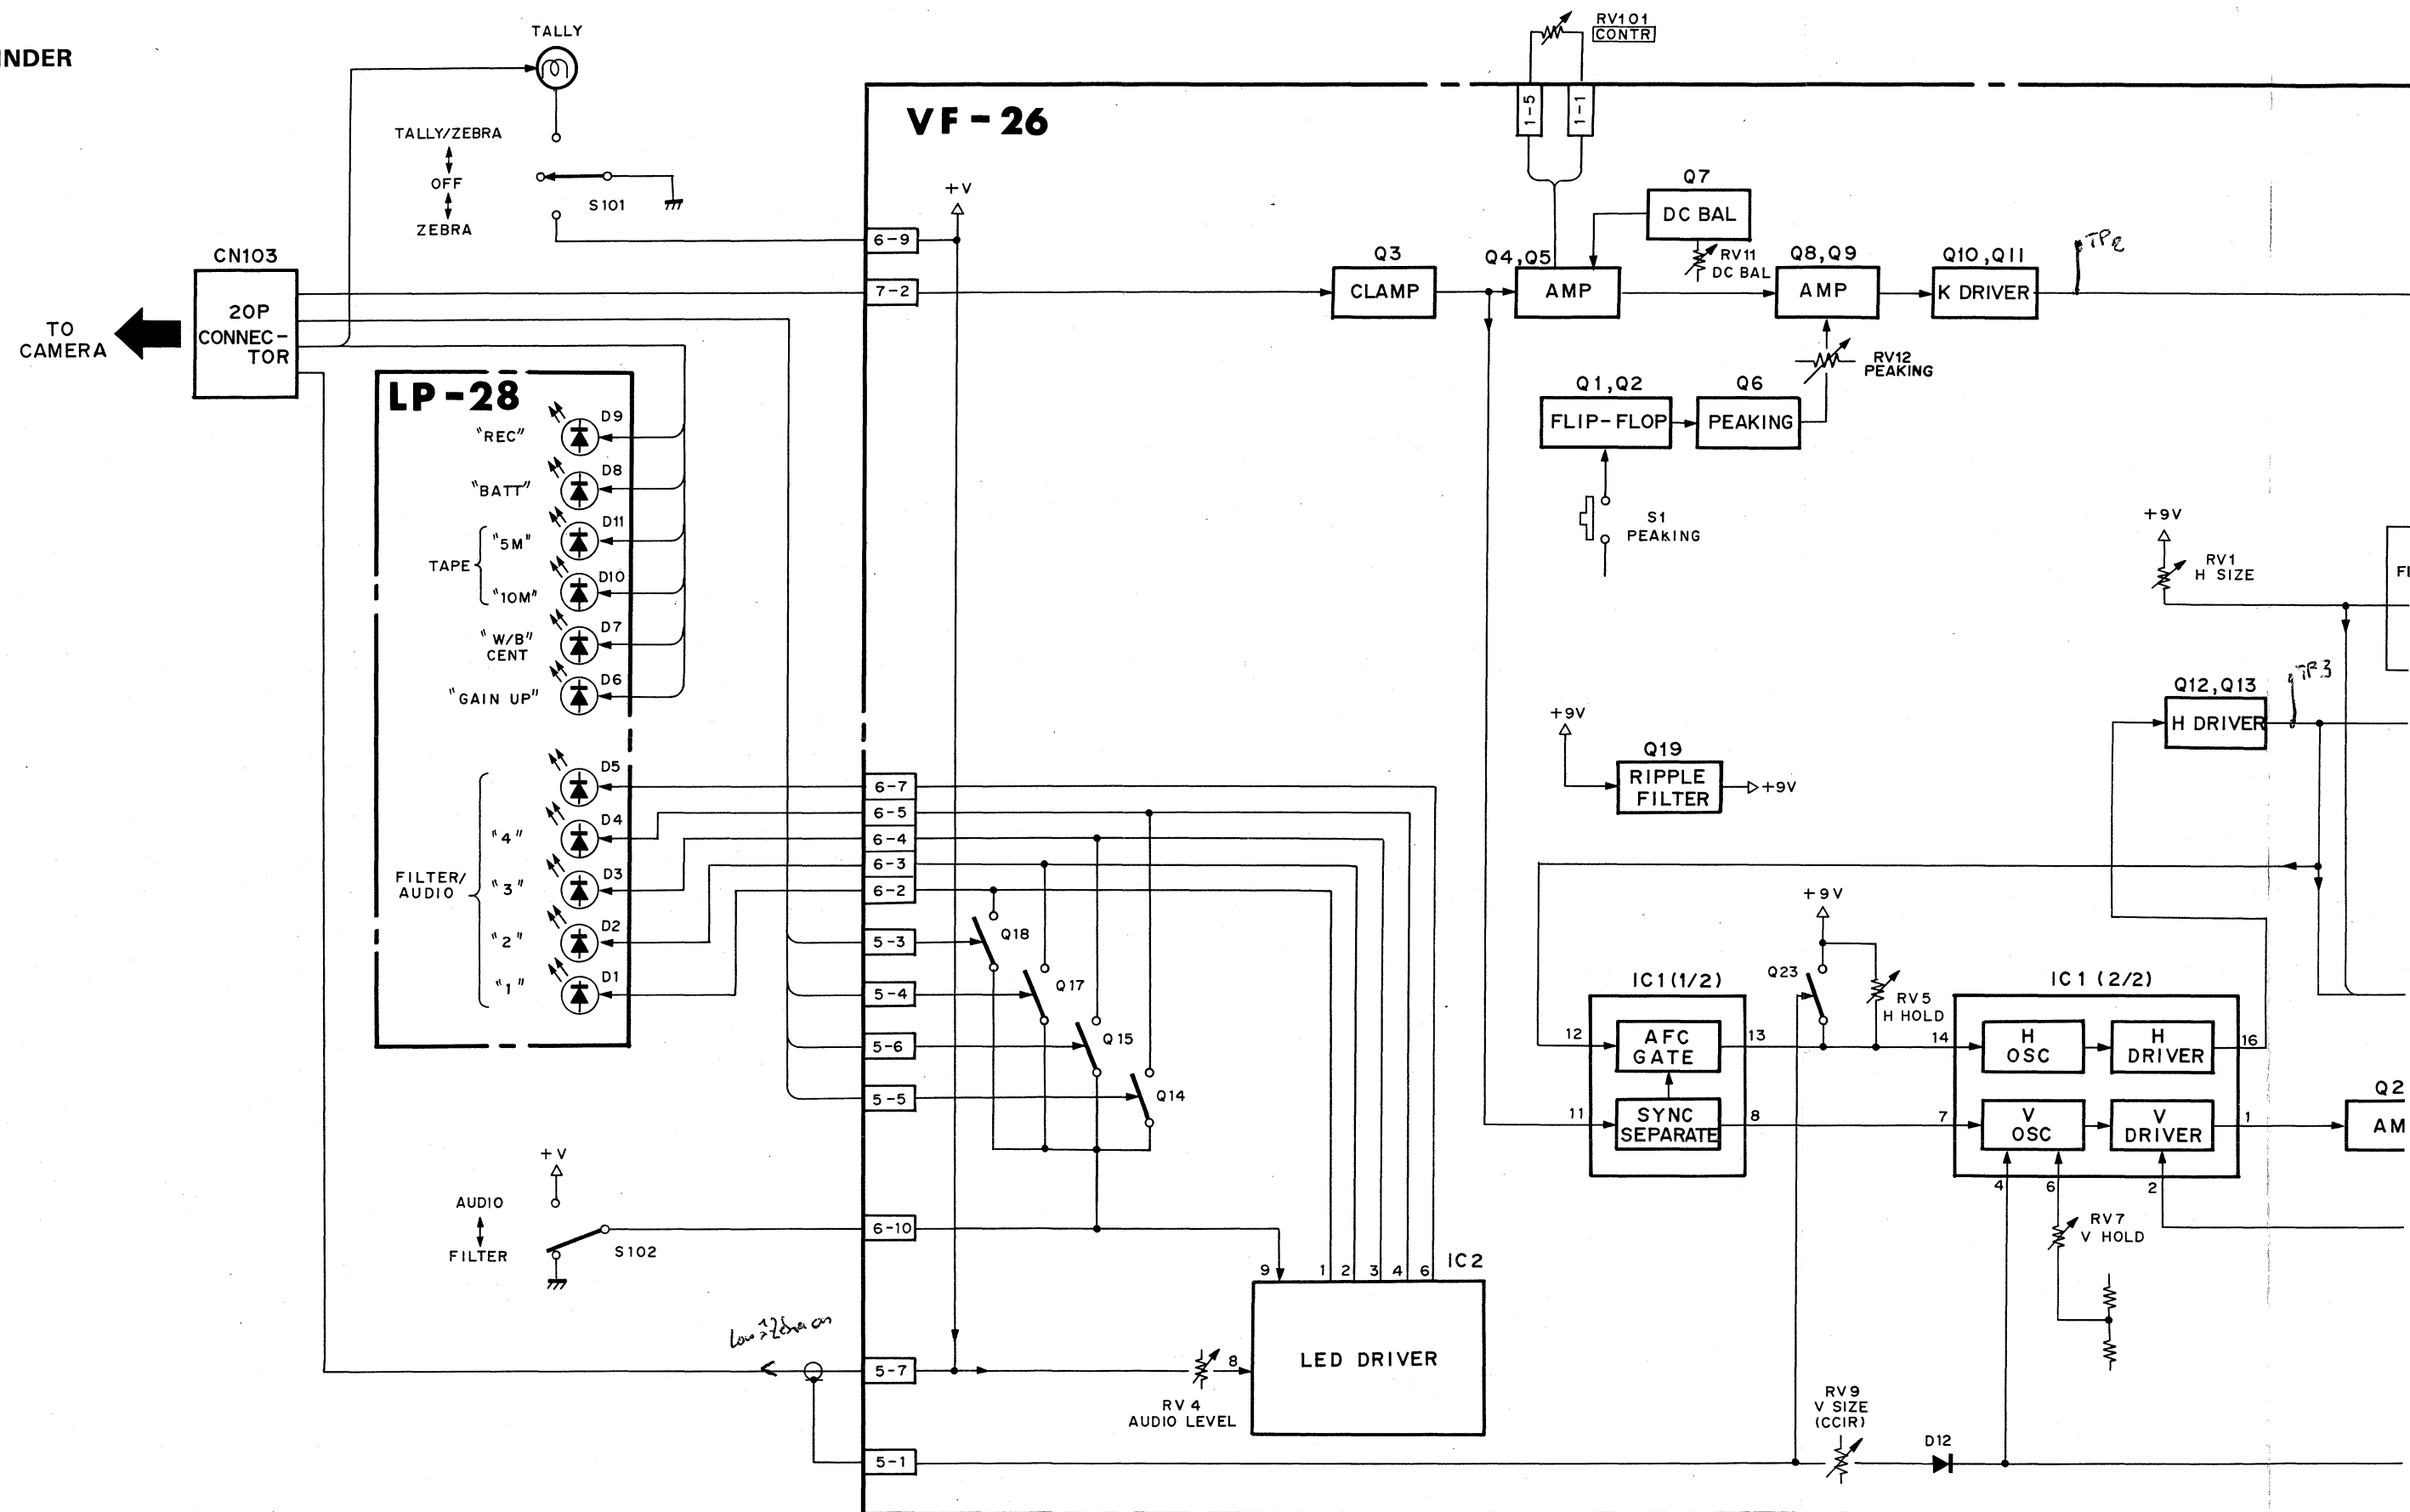 INDER
TALLY
TALLY/ZEBRA
OFF
ZEBRA
S101
CN103
20P
CONNEC-
TOR
TO
CAMERA
LP-28
D9
"REC"
D8
"BATT"
D11
"5M"
TAPE
D10
"10M"
D7
"W/B"
CENT
D6
"GAIN UP"
D5
D4
"4"
D3
"3"
FILTER/
AUDIO
D2
"2"
D1
"1"
+V
AUDIO
FILTER
S102
VF-26
+V
6-9
7-2
6-7
6-5
6-4
6-3
6-2
5-3
5-4
5-6
5-5
6-10
5-7
5-1
Q18
Q17
Q15
Q14
RV4
AUDIO LEVEL
9
1
2
3
4
6
IC2
8
LED DRIVER
RV101
CONTR
1-5
1-1
Q3
CLAMP
Q4,Q5
AMP
Q7
DC BAL
RV11
DC BAL
Q8,Q9
AMP
Q10,Q11
K DRIVER
TP2
RV12
PEAKING
Q1,Q2
FLIP-FLOP
Q6
PEAKING
S1
PEAKING
+9V
RV1
H SIZE
FI
Q12,Q13
H DRIVER
TP3
+9V
Q19
RIPPLE
FILTER
+9V
+9V
Q23
RV5
H HOLD
IC1(1/2)
12
AFC
GATE
13
11
SYNC
SEPARATE
8
IC1(2/2)
14
H
OSC
H
DRIVER
16
7
V
OSC
V
DRIVER
1
4
6
2
RV7
V HOLD
Q2
AM
RV9
V SIZE
(CCIR)
D12